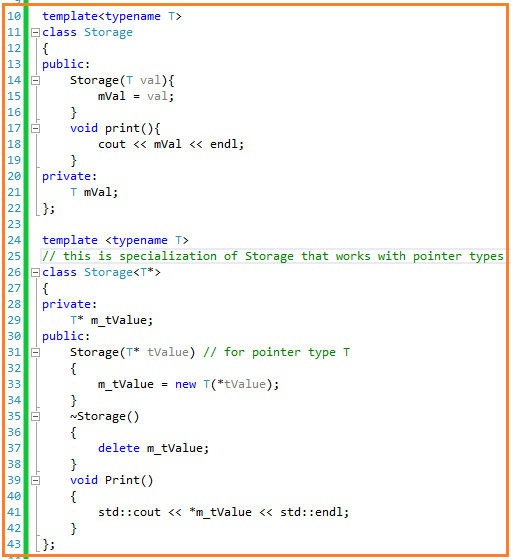 10 template<typename T>
11 class Storage
12 {
13 public:
14     Storage(T val){
15         mVal = val;
16     }
17     void print(){
18         cout << mVal << endl;
19     }
20 private:
21     T mVal;
22 };
23
24 template <typename T>
25 // this is specialization of Storage that works with pointer types
26 class Storage<T*>
27 {
28 private:
29     T* m_tValue;
30 public:
31     Storage(T* tValue) // for pointer type T
32     {
33         m_tValue = new T(*tValue);
34     }
35     ~Storage()
36     {
37         delete m_tValue;
38     }
39     void Print()
40     {
41         std::cout << *m_tValue << std::endl;
42     }
43 };